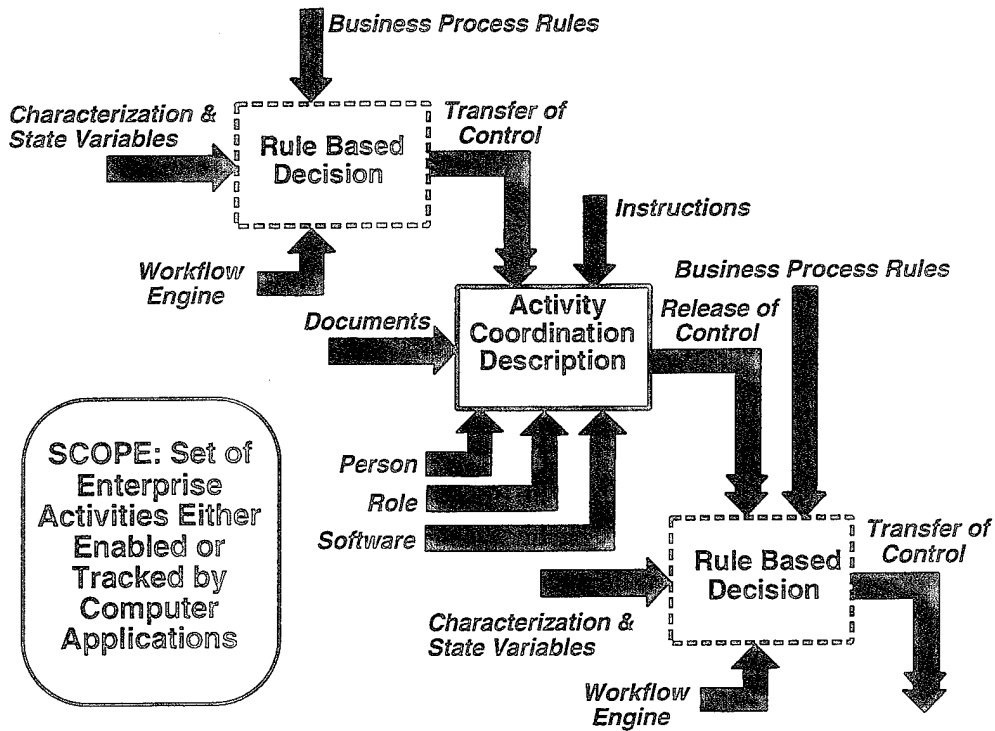 Business Process Rules
Characterization &
State Variables
Transfer of
Control
Rule Based
Decision
Instructions
Workflow
Engine
Business Process Rules
Documents
Activity
Coordination
Description
Release of
Control
SCOPE: Set of
Enterprise
Activities Either
Enabled or
Tracked by
Computer
Applications
Person
Role
Software
Transfer of
Control
Rule Based
Decision
Characterization &
State Variables
Workflow
Engine